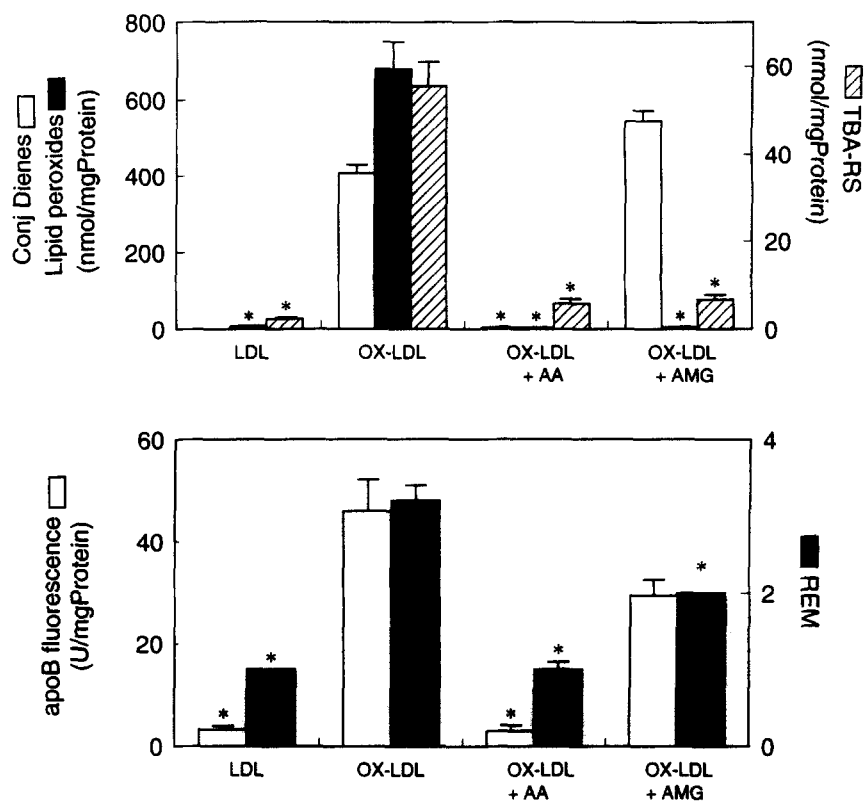 Conj Dienes
Lipid peroxides
(nmol/mgProtein)
800
600
400
200
0
60
40
20
0
TBA-RS
(nmol/mgProtein)
* *
* * *
* *
LDL
OX-LDL
OX-LDL
+ AA
OX-LDL
+ AMG
apoB fluorescence
(U/mgProtein)
60
40
20
0
4
2
0
REM
* *
* *
*
LDL
OX-LDL
OX-LDL
+ AA
OX-LDL
+ AMG